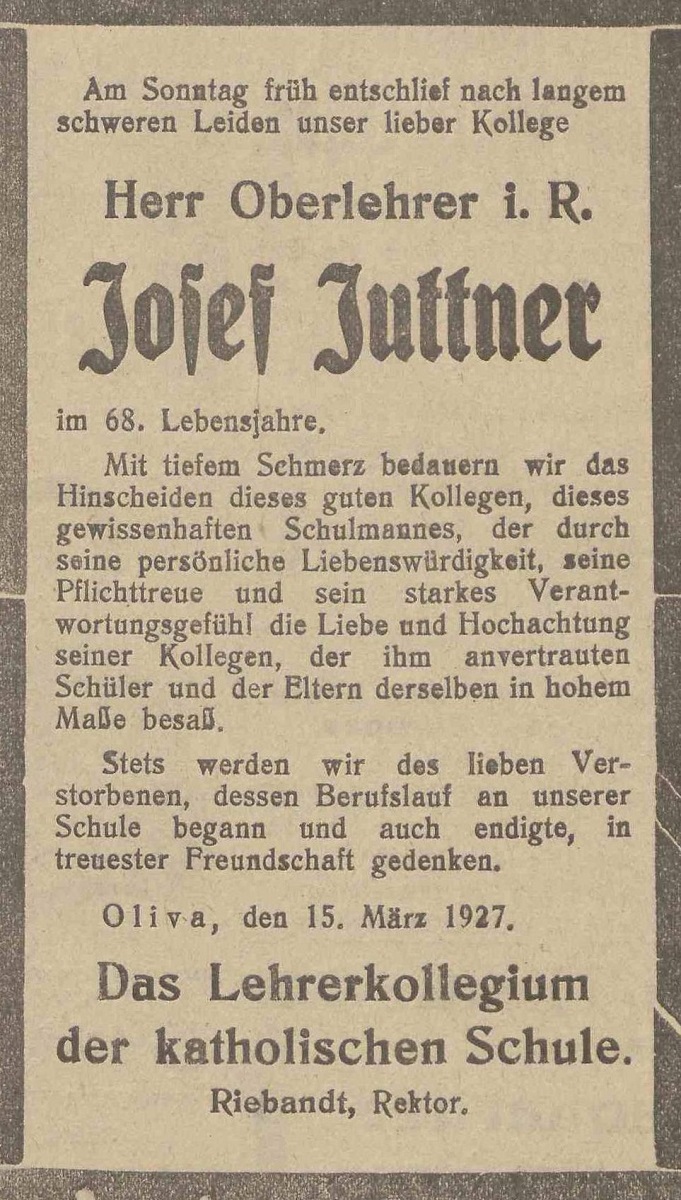 Am Sonntag früh entschlief nach langem
schweren Leiden unser lieber Kollege
Herr Oberlehrer i. R.
Josef Juttner
im 68. Lebensjahre.
Mit tiefem Schmerz bedauern wir das
Hinscheiden dieses guten Kollegen, dieses
gewissenhaften Schulmannes, der durch
seine persönliche Liebenswürdigkeit, seine
Pflichttreue und sein starkes Verant-
wortungsgefühl die Liebe und Hochachtung
seiner Kollegen, der ihm anvertrauten
Schüler und der Eltern derselben in hohem
Maße besaß.
Stets werden wir des lieben Ver-
storbenen, dessen Berufslauf an unserer
Schule begann und auch endigte, in
treuester Freundschaft gedenken.
Oliva, den 15. März 1927.
Das Lehrerkollegium
der katholischen Schule.
Riebandt, Rektor.